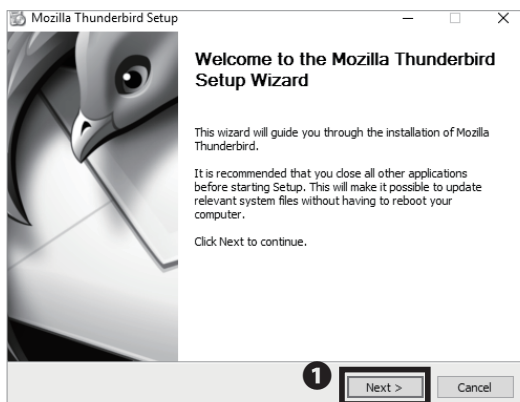 Mozilla Thunderbird Setup
Welcome to the Mozilla Thunderbird
Setup Wizard
This wizard will guide you through the installation of Mozilla
Thunderbird.
It is recommended that you close all other applications
before starting Setup. This will make it possible to update
relevant system files without having to reboot your
computer.
Click Next to continue.
1
Next >
Cancel